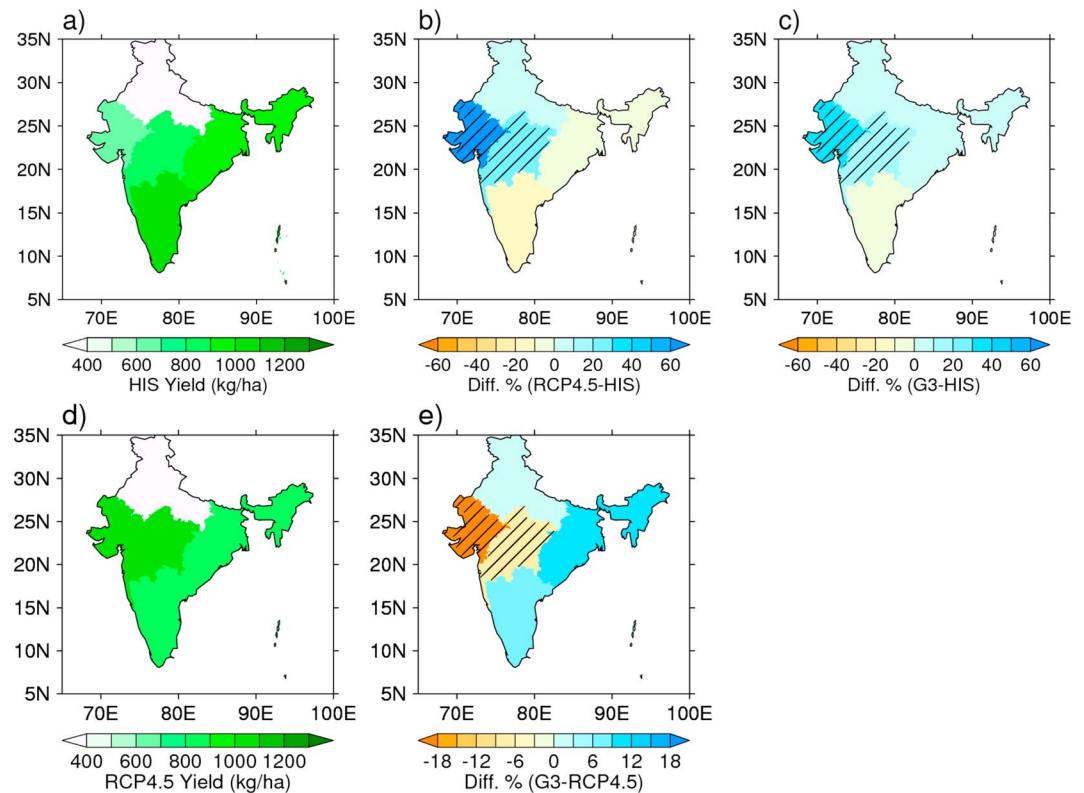 a)
b)
c)
35N
30N
25N
20N
15N
10N
5N
70E 80E 90E 100E
35N
30N
25N
20N
15N
10N
5N
70E 80E 90E 100E
35N
30N
25N
20N
15N
10N
5N
70E 80E 90E 100E
400 600 800 1000 1200
HIS Yield (kg/ha)
-60 -40 -20 0 20 40 60
Diff. % (RCP4.5-HIS)
-60 -40 -20 0 20 40 60
Diff. % (G3-HIS)
d)
e)
35N
30N
25N
20N
15N
10N
5N
70E 80E 90E 100E
35N
30N
25N
20N
15N
10N
5N
70E 80E 90E 100E
400 600 800 1000 1200
RCP4.5 Yield (kg/ha)
-18 -12 -6 0 6 12 18
Diff. % (G3-RCP4.5)